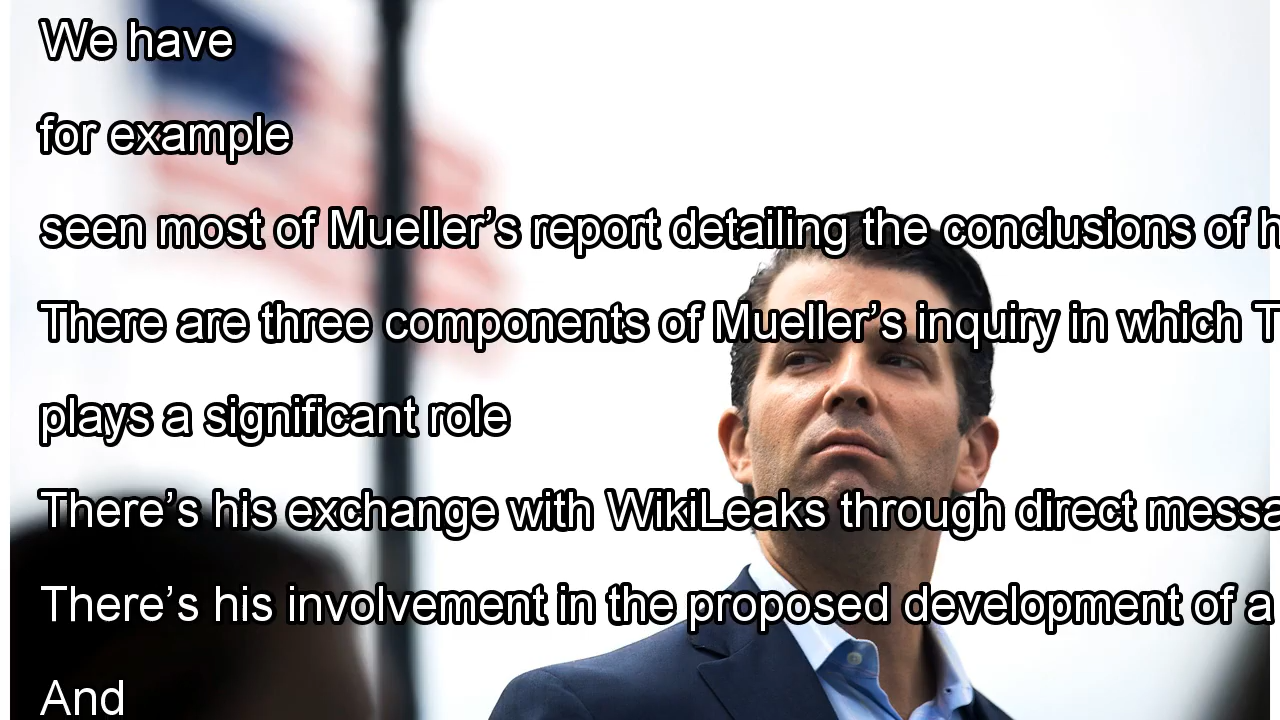 We have
for example
seen most of Mueller’s report detailing the conclusions of
There are three components of Mueller’s inquiry in which
plays a significant role
There’s his exchange with WikiLeaks through direct
There’s his involvement in the proposed development of a
And